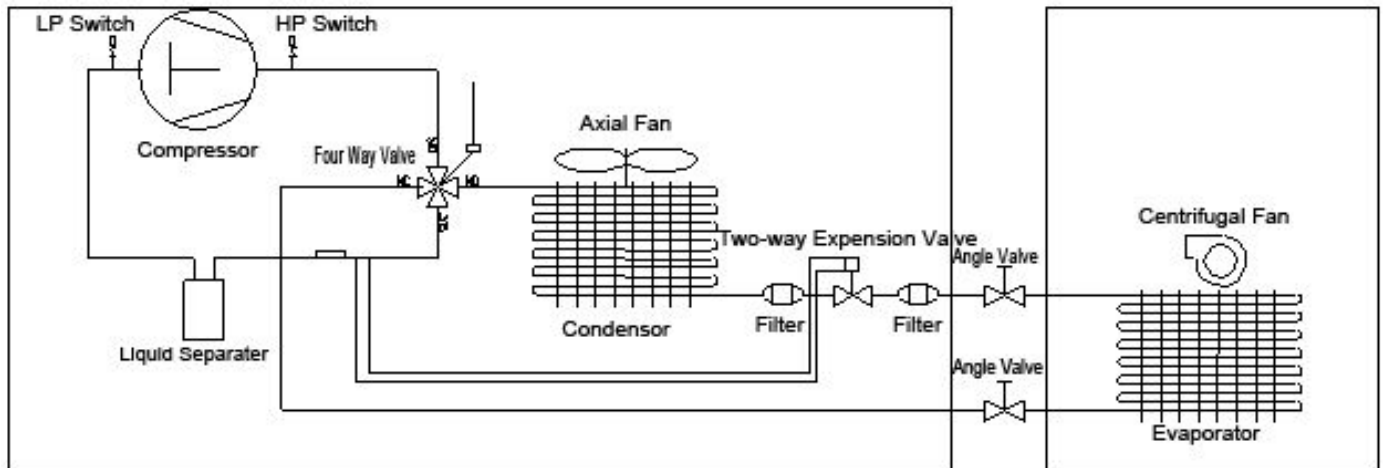 LP Switch
HP Switch
Compressor
Four Way Valve
Axial Fan
Two-way Expension Valve
Centrifugal Fan
Angle Valve
Condensor
Filter
Filter
Liquid Separater
Angle Valve
Evaporator